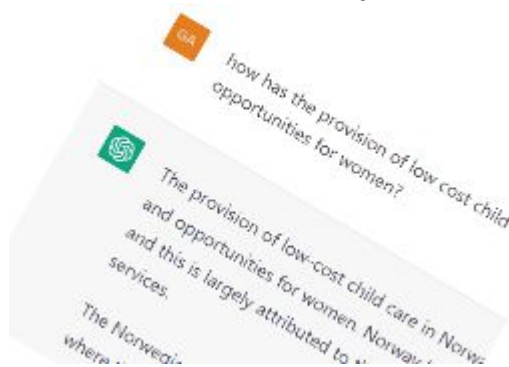 GA
how has the provision of low cost child
opportunities for women?
The provision of low-cost child care in
and opportunities for women. Norway
and this is largely attributed to
services.
The
where